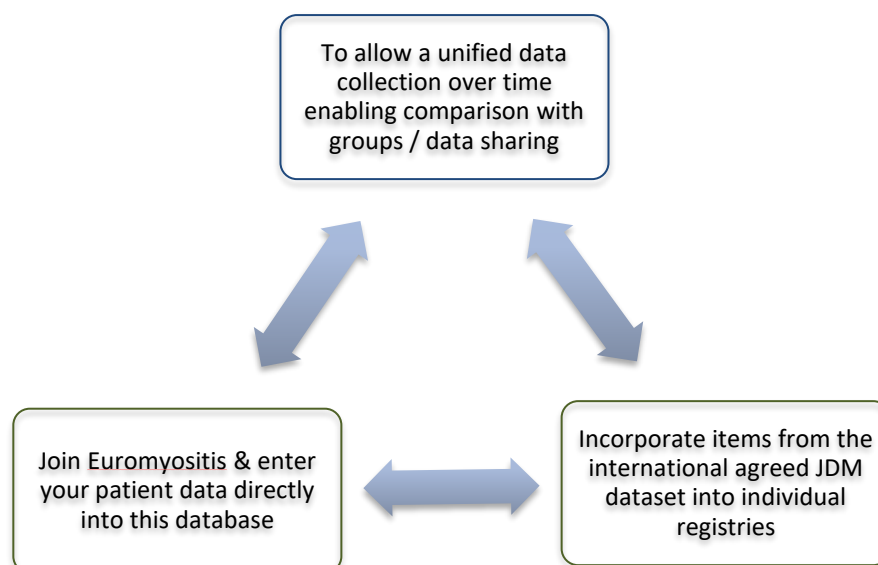 To allow a unified data
collection over time
enabling comparison with
groups / data sharing
Join Euromyositis & enter
your patient data directly
into this database
Incorporate items from the
international agreed JDM
dataset into individual
registries